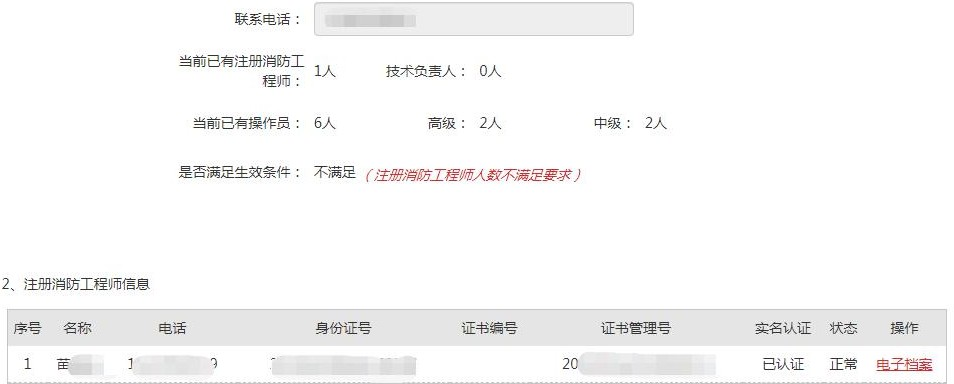 联系电话：
当前已有注册消防工程师： 1人 技术负责人： 0人
当前已有操作员： 6人 高级： 2人 中级： 2人
是否满足生效条件： 不满足 （注册消防工程师人数不满足要求）
2、注册消防工程师信息
序号 名称 电话 身份证号 证书编号 证书管理号 实名认证 状态 操作
1 苗 1 9 20 已认证 正常 电子档案